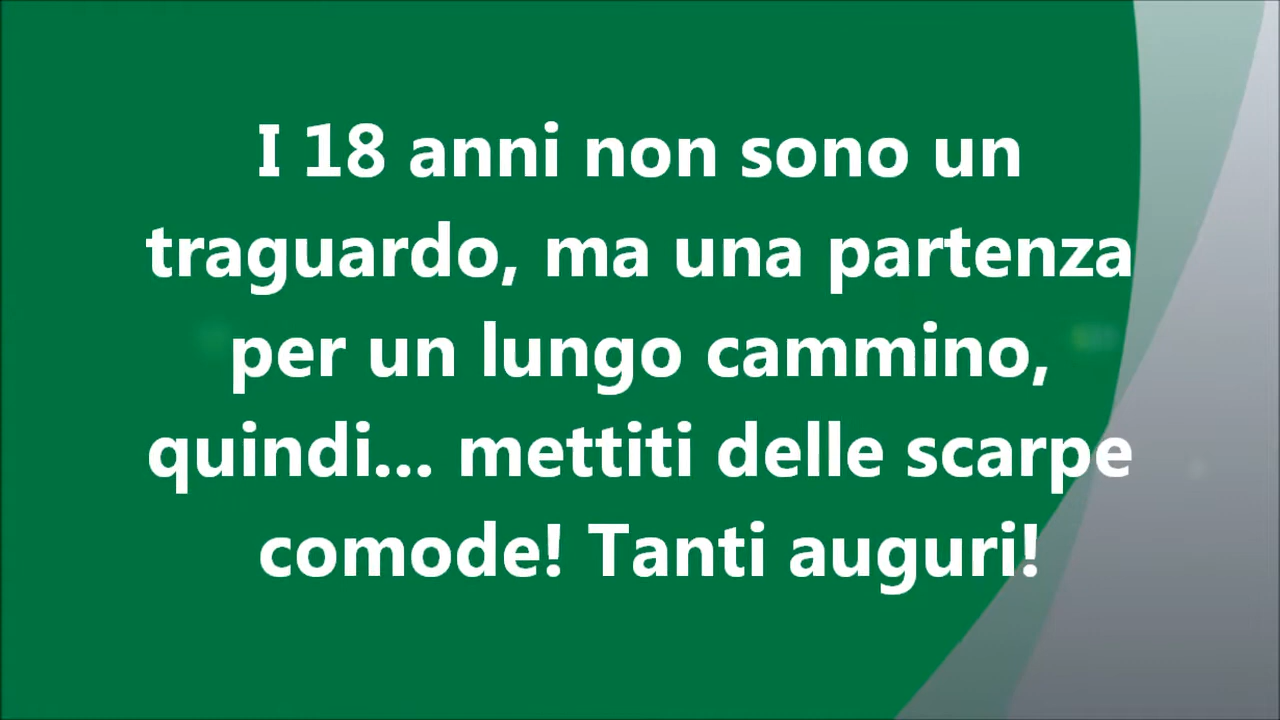 I 18 anni non sono un
traguardo, ma una partenza
per un lungo cammino,
quindi... mettiti delle scarpe
comode! Tanti auguri!